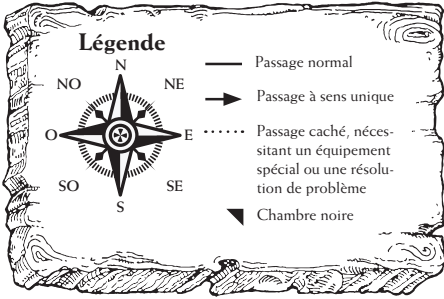 Légende
N
NO
NE
O
E
SO
SE
S
Passage normal
Passage à sens unique
Passage caché, néces-
sitant un équipement
spécial ou une résolu-
tion de problème
Chambre noire